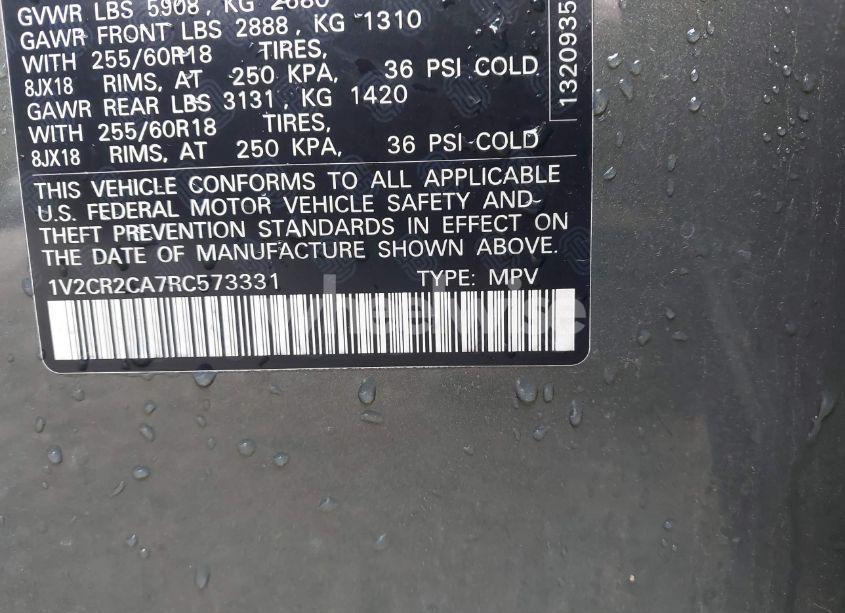 GVWR LBS 5908, KG 2680
GAWR FRONT LBS 2888, KG 1310
WITH 255/60R18 TIRES,
8JX18 RIMS, AT 250 KPA, 36 PSI COLD
GAWR REAR LBS 3131, KG 1420
WITH 255/60R18 TIRES,
8JX18 RIMS, AT 250 KPA, 36 PSI COLD
THIS VEHICLE CONFORMS TO ALL APPLICABLE
U.S. FEDERAL MOTOR VEHICLE SAFETY AND
THEFT PREVENTION STANDARDS IN EFFECT ON
THE DATE OF MANUFACTURE SHOWN ABOVE.
1V2CR2CA7RC573331 TYPE: MPV
wheelwise
1320935